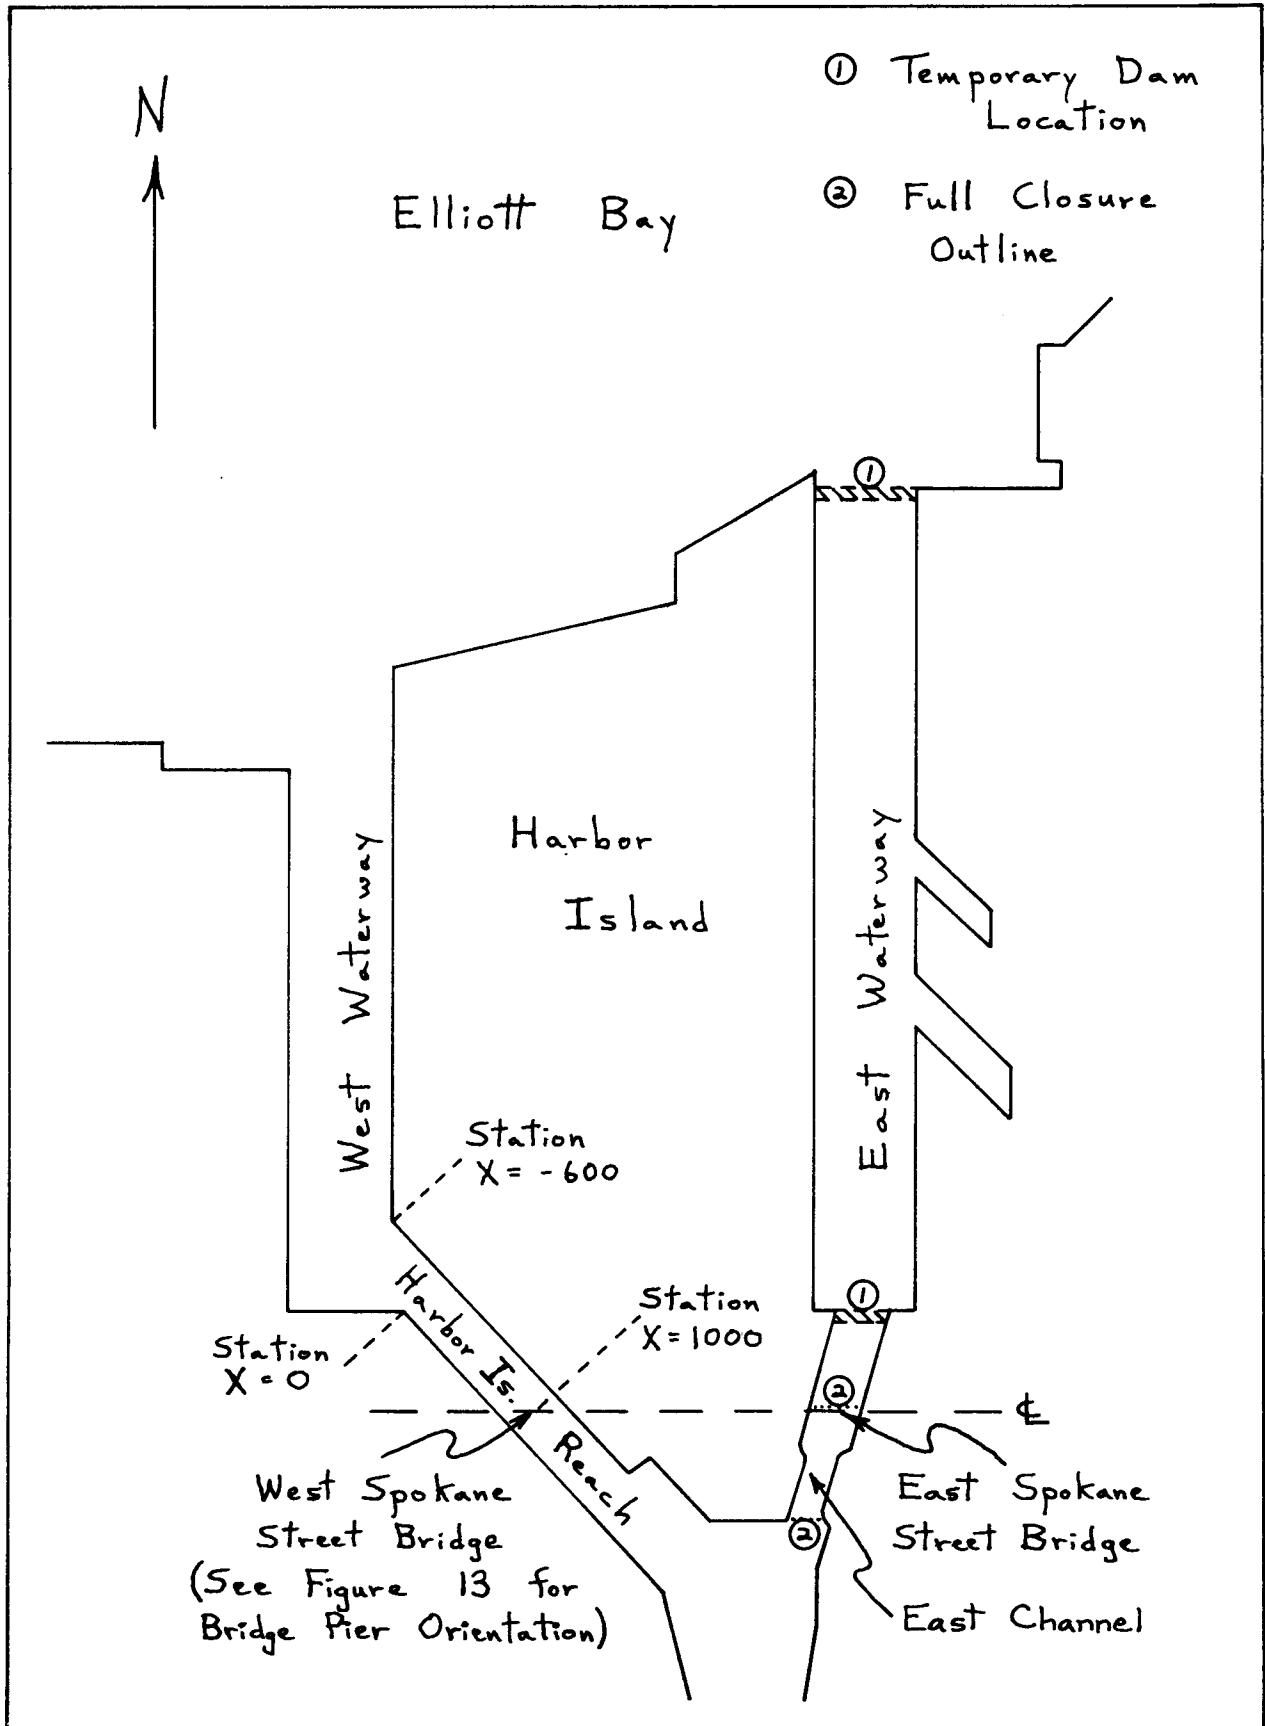 N
① Temporary Dam
Location
② Full Closure
Outline
Elliott Bay
①
Harbor
Island
West Waterway
East Waterway
Station
X = -600
①
Harbor Is. Reach
Station
X = 1000
Station
X = 0
②
℄
West Spokane
Street Bridge
(See Figure 13 for
Bridge Pier Orientation)
East Spokane
Street Bridge
②
East Channel